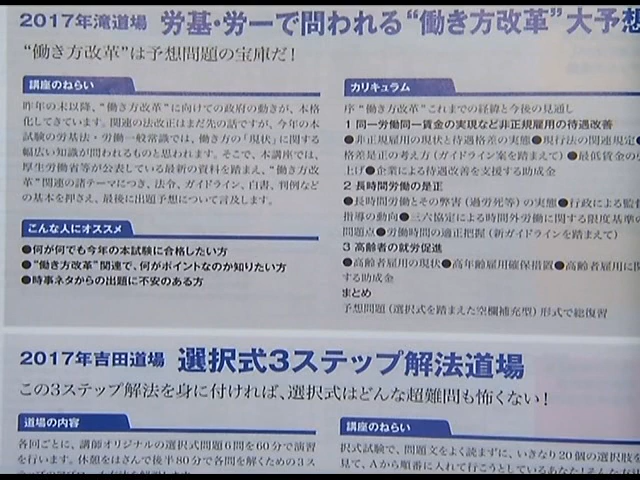 2017年滝道場 労基・労一で問われる“働き方改革”大予想
“働き方改革”は予想問題の宝庫だ！
講座のねらい
昨年の末以降、“働き方改革”に向けての政府の動きが、本格
化してきています。関連の法改正はまだ先の話ですが、今年の本
試験の労基法・労働一般常識では、働き方の「現状」に関する
幅広い知識が問われるものと思われます。そこで、本講座では、
厚生労働省等が公表している最新の資料を踏まえ、“働き方改
革”関連の諸テーマにつき、法令、ガイドライン、白書、判例など
の基本を押さえ、最後に出題予想について言及します。
こんな人にオススメ
●何が何でも今年の本試験に合格したい方
●“働き方改革”関連で、何がポイントなのか知りたい方
●時事ネタからの出題に不安のある方
カリキュラム
序 “働き方改革”これまでの経緯と今後の見通し
1 同一労働同一賃金の実現など非正規雇用の待遇改善
●非正規雇用の現状と待遇格差の実態●現行法の関連規定
格差是正の考え方（ガイドライン案を踏まえて）●最低賃金の
上げ●企業による待遇改善を支援する助成金
2 長時間労働の是正
●長時間労働とその弊害（過労死等）の実態●行政による監督
指導の動向●三六協定による時間外労働に関する限度基準の
問題点●労働時間の適正把握（新ガイドラインを踏まえて）
3 高齢者の就労促進
●高齢者雇用の現状●高年齢雇用確保措置●高齢者雇用に関
する助成金
まとめ
予想問題（選択式を踏まえた空欄補充型）形式で総復習
2017年吉田道場 選択式3ステップ解法道場
この3ステップ解法を身に付ければ、選択式はどんな超難問も怖くない！
道場の内容
各回ごとに、講師オリジナルの選択式問題6問を60分で演習
を行います。休憩をはさんで後半80分で各問を解くための3ス
講座のねらい
択式試験で、問題文をよく読まずに、いきなり20個の選択肢を
見て、Aから順番に入れて行こうとしているあなた！